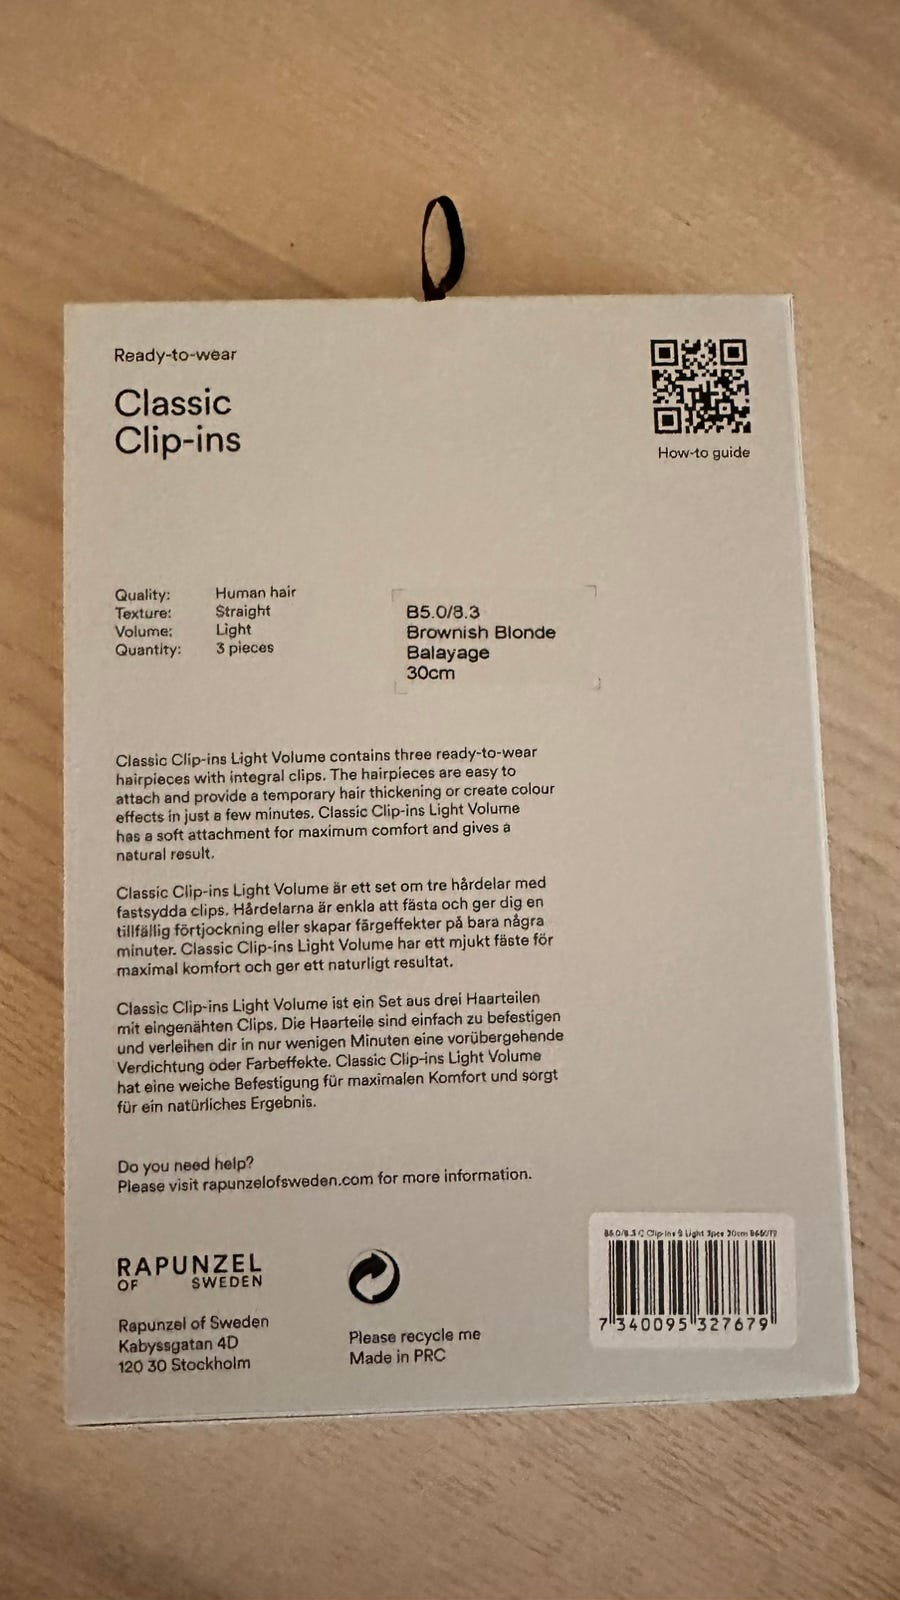 Ready-to-wear
Classic
Clip-ins
How-to guide
Quality: Human hair
Texture: Straight
Volume: Light
Quantity: 3 pieces
B5.0/8.3
Brownish Blonde
Balayage
30cm
Classic Clip-ins Light Volume contains three ready-to-wear
hairpieces with integral clips. The hairpieces are easy to
attach and provide a temporary hair thickening or create colour
effects in just a few minutes. Classic Clip-ins Light Volume
has a soft attachment for maximum comfort and gives a
natural result.
Classic Clip-ins Light Volume är ett set om tre hårdelar med
fastsydda clips. Hårdelarna är enkla att fästa och ger dig en
tillfällig förtjockning eller skapar färgeffekter på bara några
minuter. Classic Clip-ins Light Volume har ett mjukt fäste för
maximal komfort och ger ett naturligt resultat.
Classic Clip-ins Light Volume ist ein Set aus drei Haarteilen
mit eingenähten Clips. Die Haarteile sind einfach zu befestigen
und verleihen dir in nur wenigen Minuten eine vorübergehende
Verdichtung oder Farbeffekte. Classic Clip-ins Light Volume
hat eine weiche Befestigung für maximalen Komfort und sorgt
für ein natürliches Ergebnis.
Do you need help?
Please visit rapunzelofsweden.com for more information.
RAPUNZEL
OF SWEDEN
Rapunzel of Sweden
Kabyssgatan 4D
120 30 Stockholm
Please recycle me
Made in PRC
B5.0/8.3 C Clip-Ins S Light 3pcs 30cm
7 340095 327679